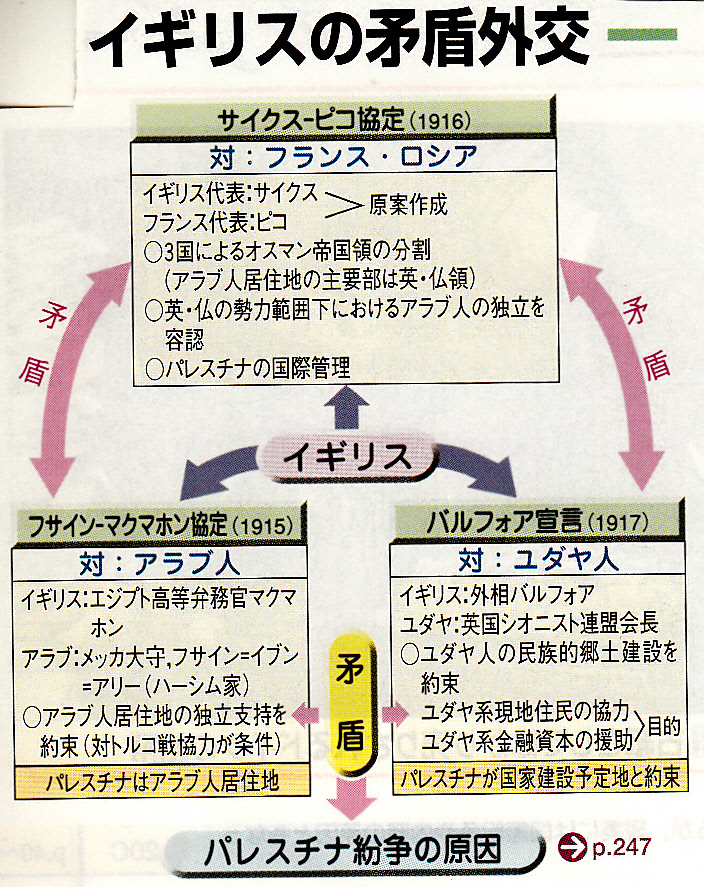 イギリスの矛盾外交
サイクス-ピコ協定(1916)
対：フランス・ロシア
イギリス代表:サイクス
フランス代表:ピコ
原案作成
○3国によるオスマン帝国領の分割
(アラブ人居住地の主要部は英・仏領)
○英・仏の勢力範囲下におけるアラブ人の独立を
容認
○パレスチナの国際管理
矛盾
矛盾
イギリス
フサイン-マクマホン協定(1915)
対：アラブ人
イギリス:エジプト高等弁務官マクマ
ホン
アラブ:メッカ大守,フサイン=イブン
=アリー(ハーシム家)
○アラブ人居住地の独立支持を
約束(対トルコ戦協力が条件)
パレスチナはアラブ人居住地
矛盾
バルフォア宣言(1917)
対：ユダヤ人
イギリス:外相バルフォア
ユダヤ:英国シオニスト連盟会長
○ユダヤ人の民族的郷土建設を
約束
ユダヤ系現地住民の協力
ユダヤ系金融資本の援助
目的
パレスチナが国家建設予定地と約束
パレスチナ紛争の原因
p.247